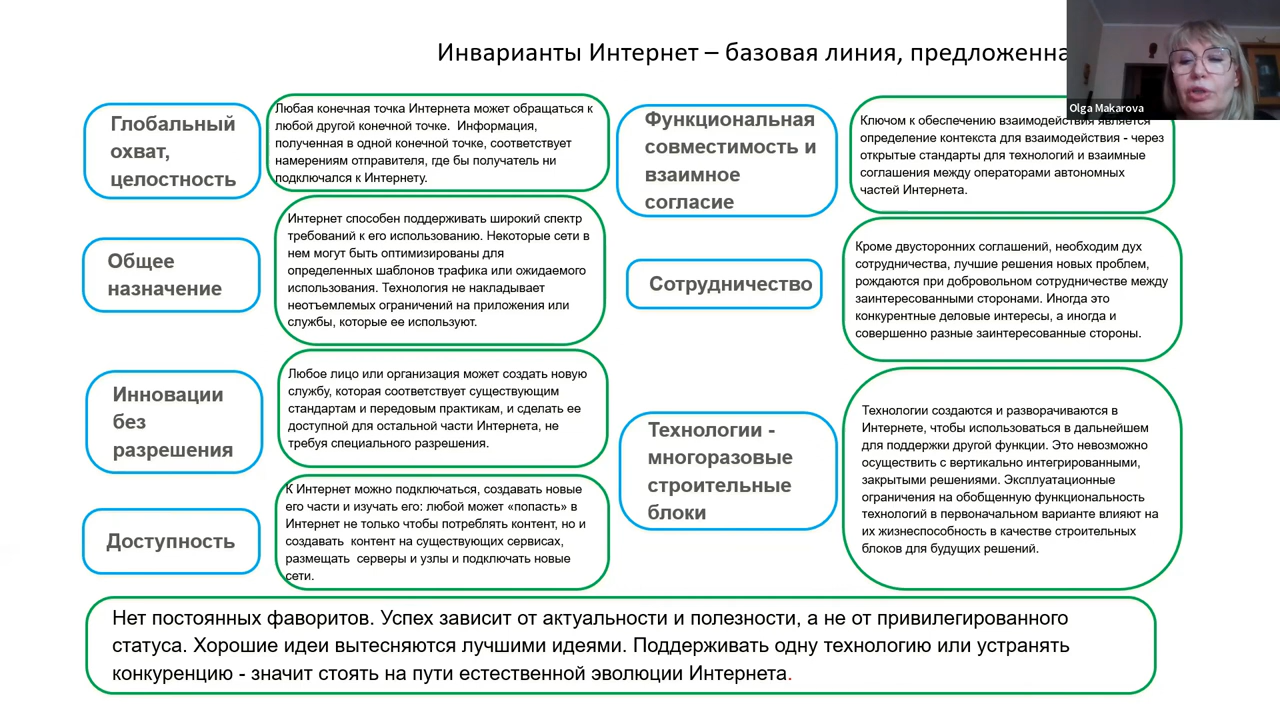 Инварианты Интернет – базовая линия, предложенна
Olga Makarova
Глобальный
охват,
целостность
Любая конечная точка Интернета может обращаться к
любой другой конечной точке. Информация,
полученная в одной конечной точке, соответствует
намерениям отправителя, где бы получатель ни
подключался к Интернету.
Общее
назначение
Интернет способен поддерживать широкий спектр
требований к его использованию. Некоторые сети в
нем могут быть оптимизированы для
определенных шаблонов трафика или ожидаемого
использования. Технология не накладывает
неотъемлемых ограничений на приложения или
службы, которые ее используют.
Инновации
без
разрешения
Любое лицо или организация может создать новую
службу, которая соответствует существующим
стандартам и передовым практикам, и сделать ее
доступной для остальной части Интернета, не
требуя специального разрешения.
Доступность
К Интернет можно подключаться, создавать новые
его части и изучать его: любой может «попасть» в
Интернет не только чтобы потреблять контент, но и
создавать контент на существующих сервисах,
размещать серверы и узлы и подключать новые
сети.
Функциональная
совместимость и
взаимное
согласие
Ключом к обеспечению взаимодействия является
определение контекста для взаимодействия - через
открытые стандарты для технологий и взаимные
соглашения между операторами автономных
частей Интернета.
Сотрудничество
Кроме двусторонних соглашений, необходим дух
сотрудничества, лучшие решения новых проблем,
рождаются при добровольном сотрудничестве между
заинтересованными сторонами. Иногда это
конкурентные деловые интересы, а иногда и
совершенно разные заинтересованные стороны.
Технологии -
многоразовые
строительные
блоки
Технологии создаются и разворачиваются в
Интернете, чтобы использоваться в дальнейшем
для поддержки другой функции. Это невозможно
осуществить с вертикально интегрированными,
закрытыми решениями. Эксплуатационные
ограничения на обобщенную функциональность
технологий в первоначальном варианте влияют на
их жизнеспособность в качестве строительных
блоков для будущих решений.
Нет постоянных фаворитов. Успех зависит от актуальности и полезности, а не от привилегированного
статуса. Хорошие идеи вытесняются лучшими идеями. Поддерживать одну технологию или устранять
конкуренцию - значит стоять на пути естественной эволюции Интернета.